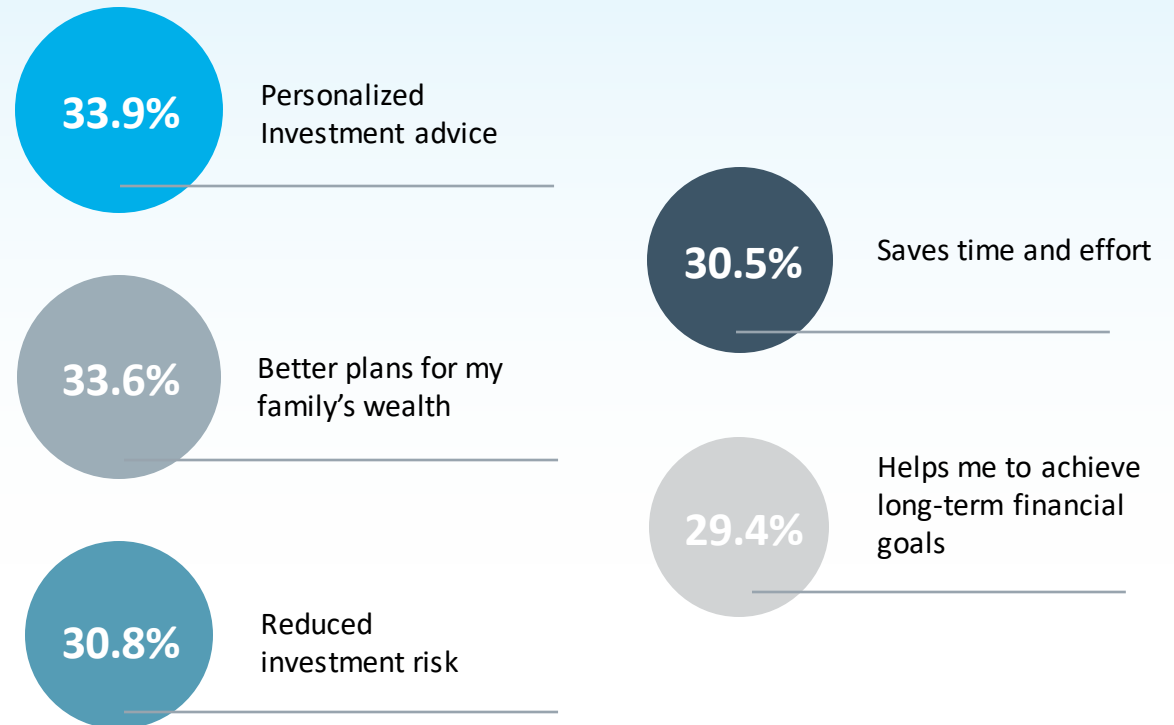 33.9%
Personalized
Investment advice
33.6%
Better plans for my
family’s wealth
30.8%
Reduced
investment risk
30.5%
Saves time and effort
29.4%
Helps me to achieve
long-term financial
goals